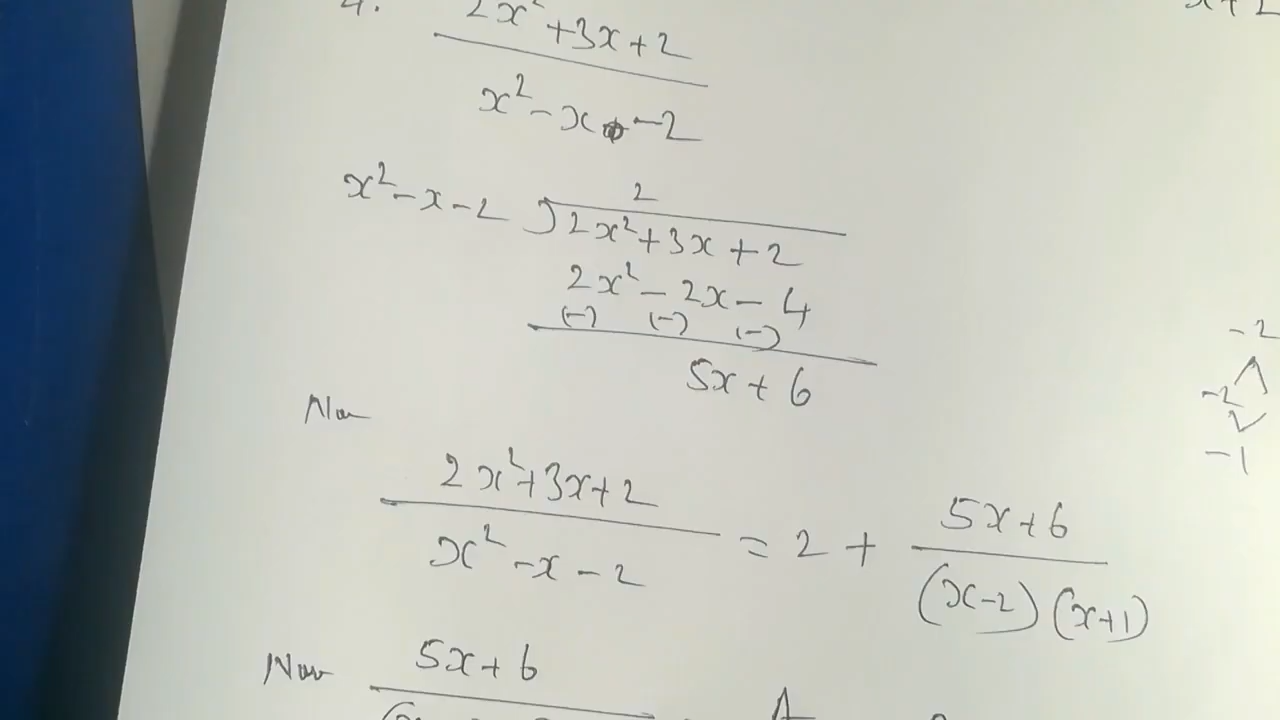 4. 2x² + 3x + 2
x + 2
x² - x - 2
2
x² - x - 2 ) 2x² + 3x + 2
2x² - 2x - 4
(-) (-) (-)
5x + 6
-2
-2
-1
2x² + 3x + 2
x² - x - 2
= 2 +
5x + 6
(x-2) (x+1)
Now 5x + 6
A